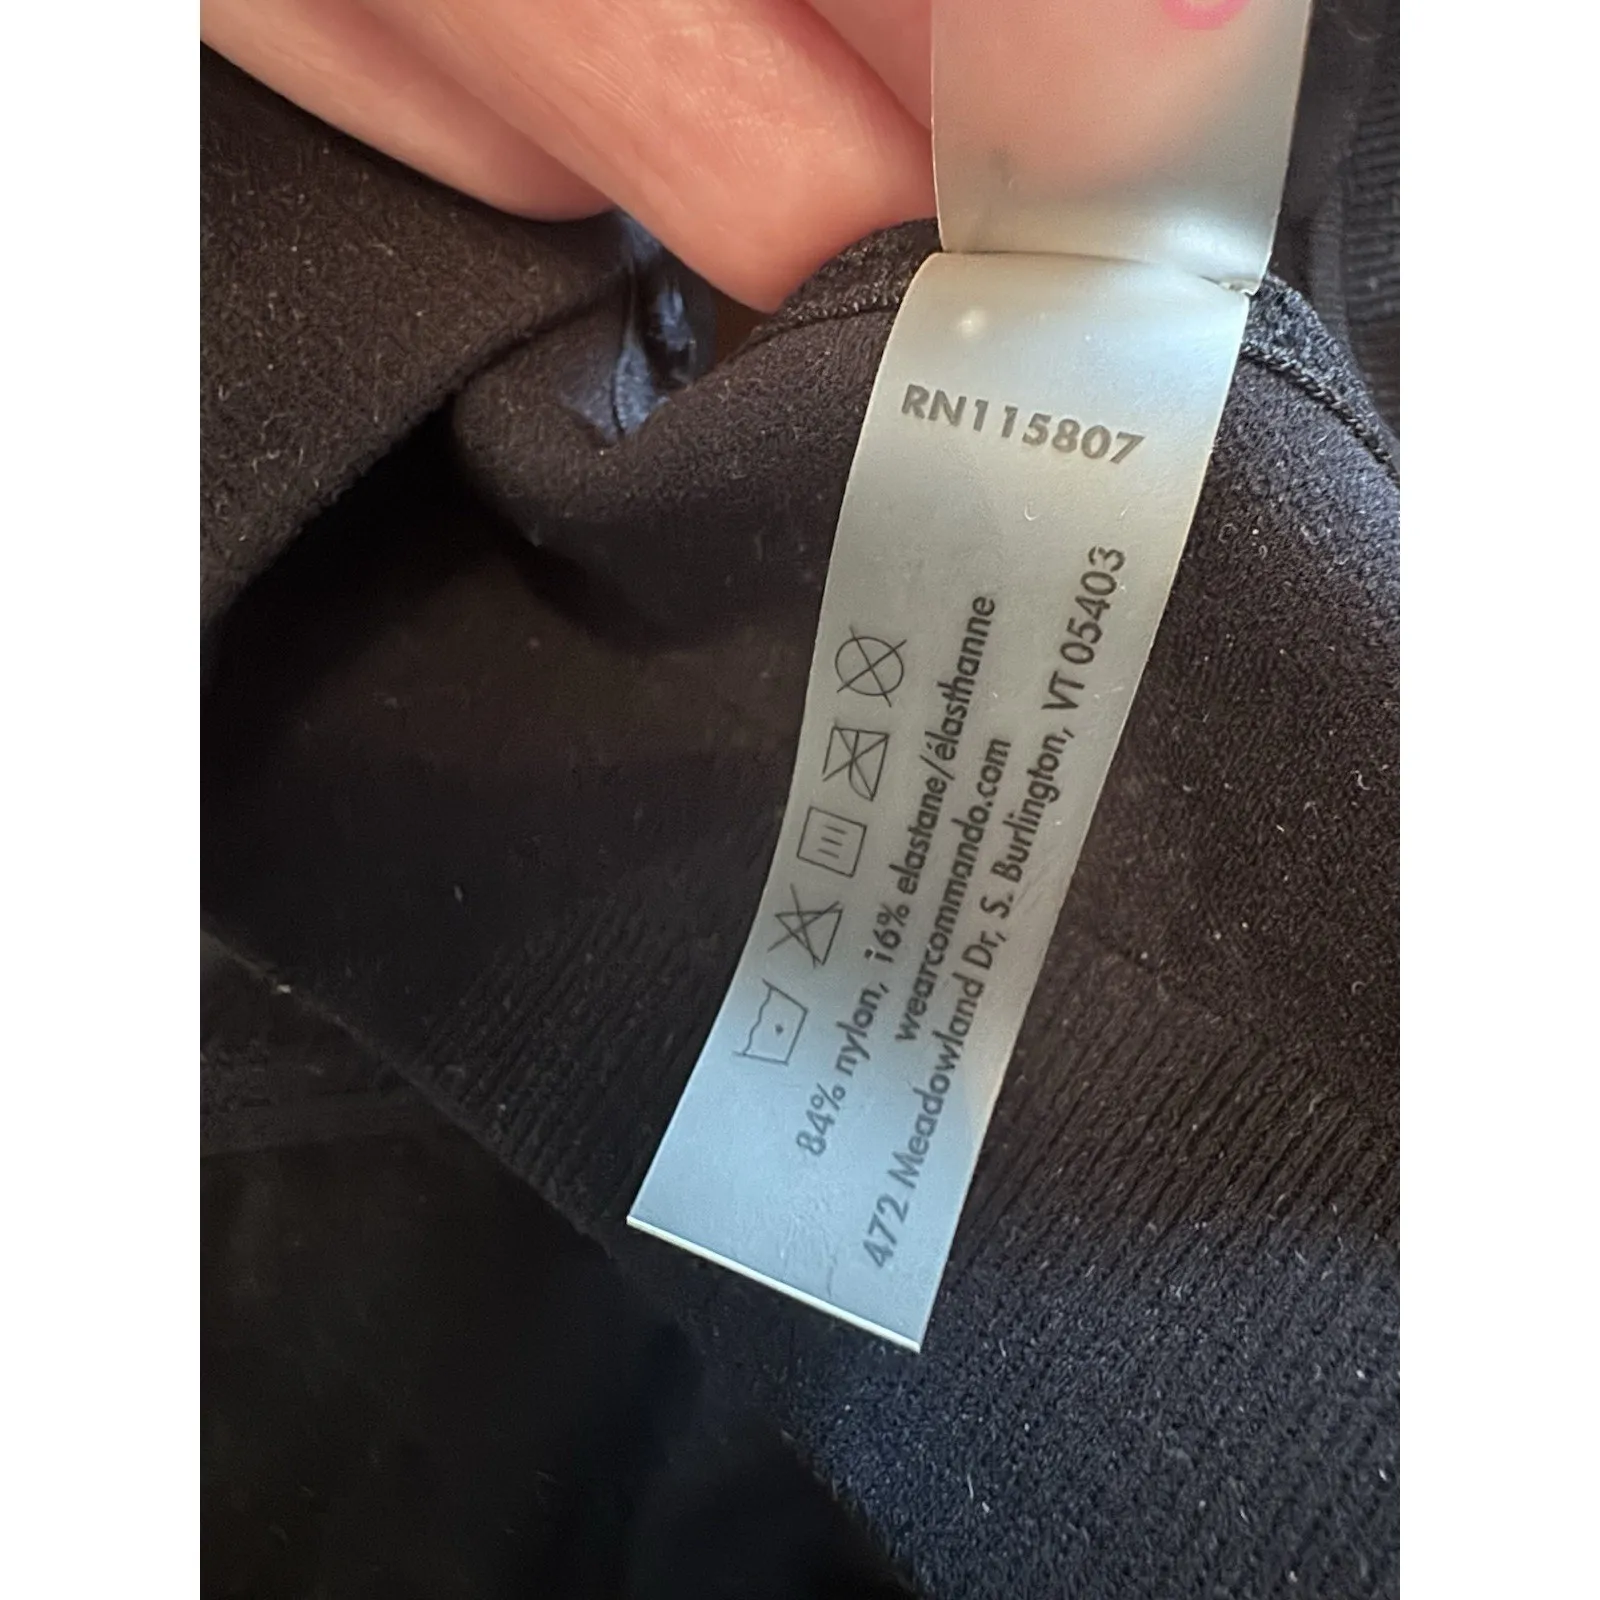 RN115807
84% nylon, 16% elastane/élasthanne
wearcommando.com
472 Meadowland Dr, S. Burlington, VT 05403